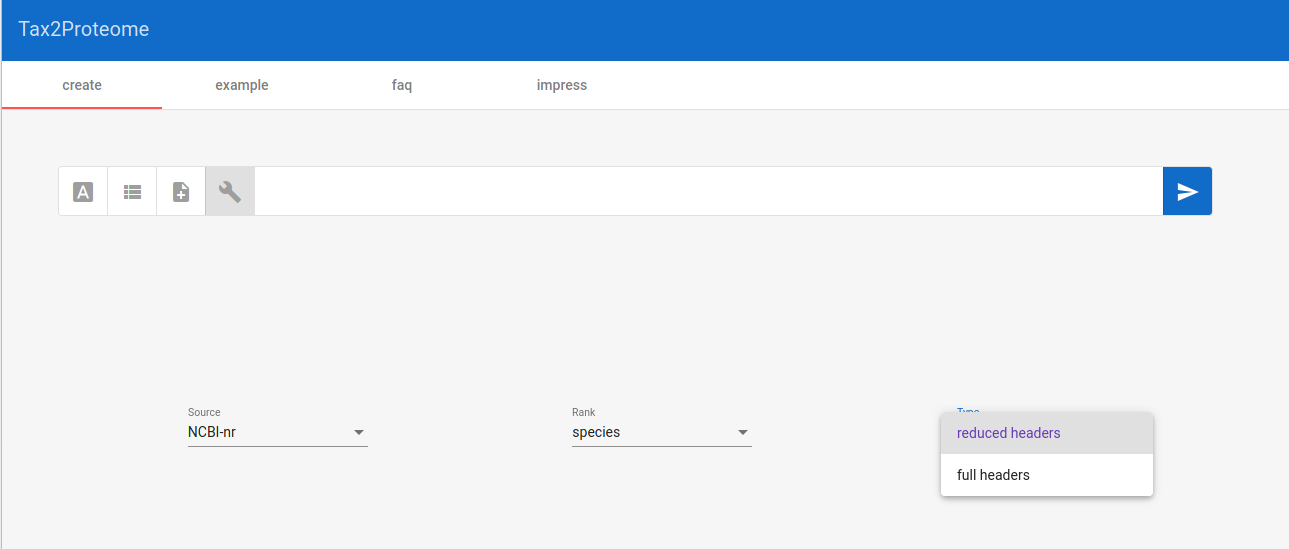 Tax2Proteome
create example faq impress
A
Source Rank Type
NCBI-nr species reduced headers
full headers